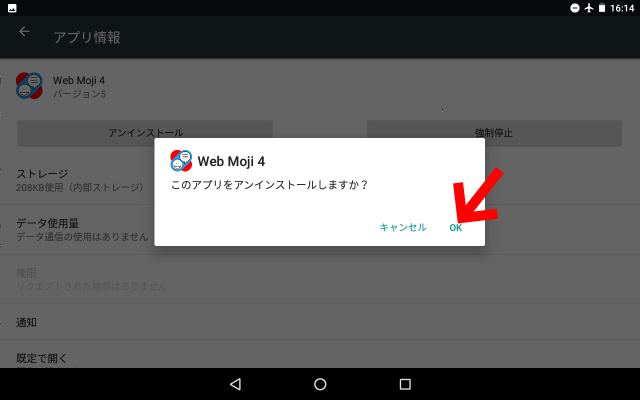 16:14
アプリ情報
Web Moji 4
バージョン5
アンインストール
強制停止
Web Moji 4
このアプリをアンインストールしますか？
キャンセル
OK
ストレージ
208KB使用（内部ストレージ）
データ使用量
データ通信の使用はありません
権限
リクエストされた権限はありません
通知
既定で開く